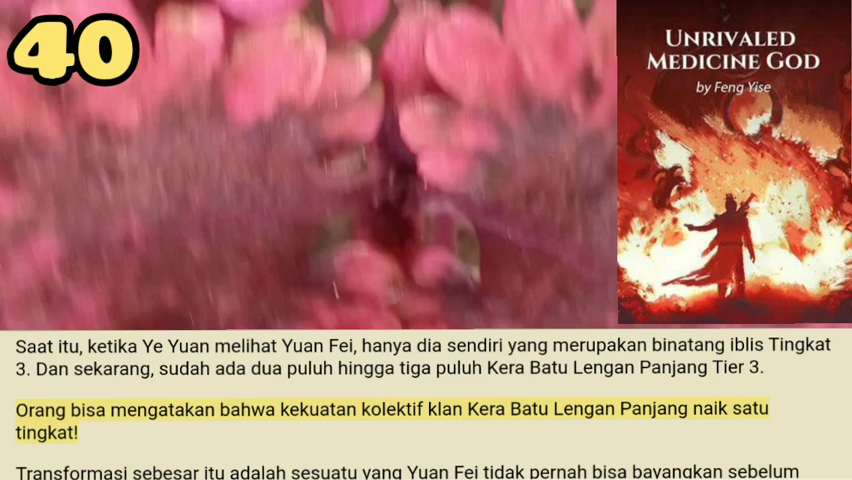 40
UNRIVALED
MEDICINE GOD
by Feng Yise
Saat itu, ketika Ye Yuan melihat Yuan Fei, hanya dia sendiri yang merupakan binatang iblis Tingkat
3. Dan sekarang, sudah ada dua puluh hingga tiga puluh Kera Batu Lengan Panjang Tier 3.
Orang bisa mengatakan bahwa kekuatan kolektif klan Kera Batu Lengan Panjang naik satu
tingkat!
Transformasi sebesar itu adalah sesuatu yang Yuan Fei tidak pernah bisa bayangkan sebelum